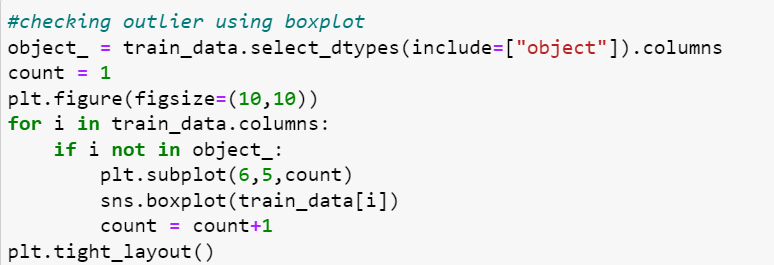 #checking outlier using boxplot
object_ = train_data.select_dtypes(include=["object"]).columns
count = 1
plt.figure(figsize=(10,10))
for i in train_data.columns:
    if i not in object_:
        plt.subplot(6,5,count)
        sns.boxplot(train_data[i])
        count = count+1
plt.tight_layout()